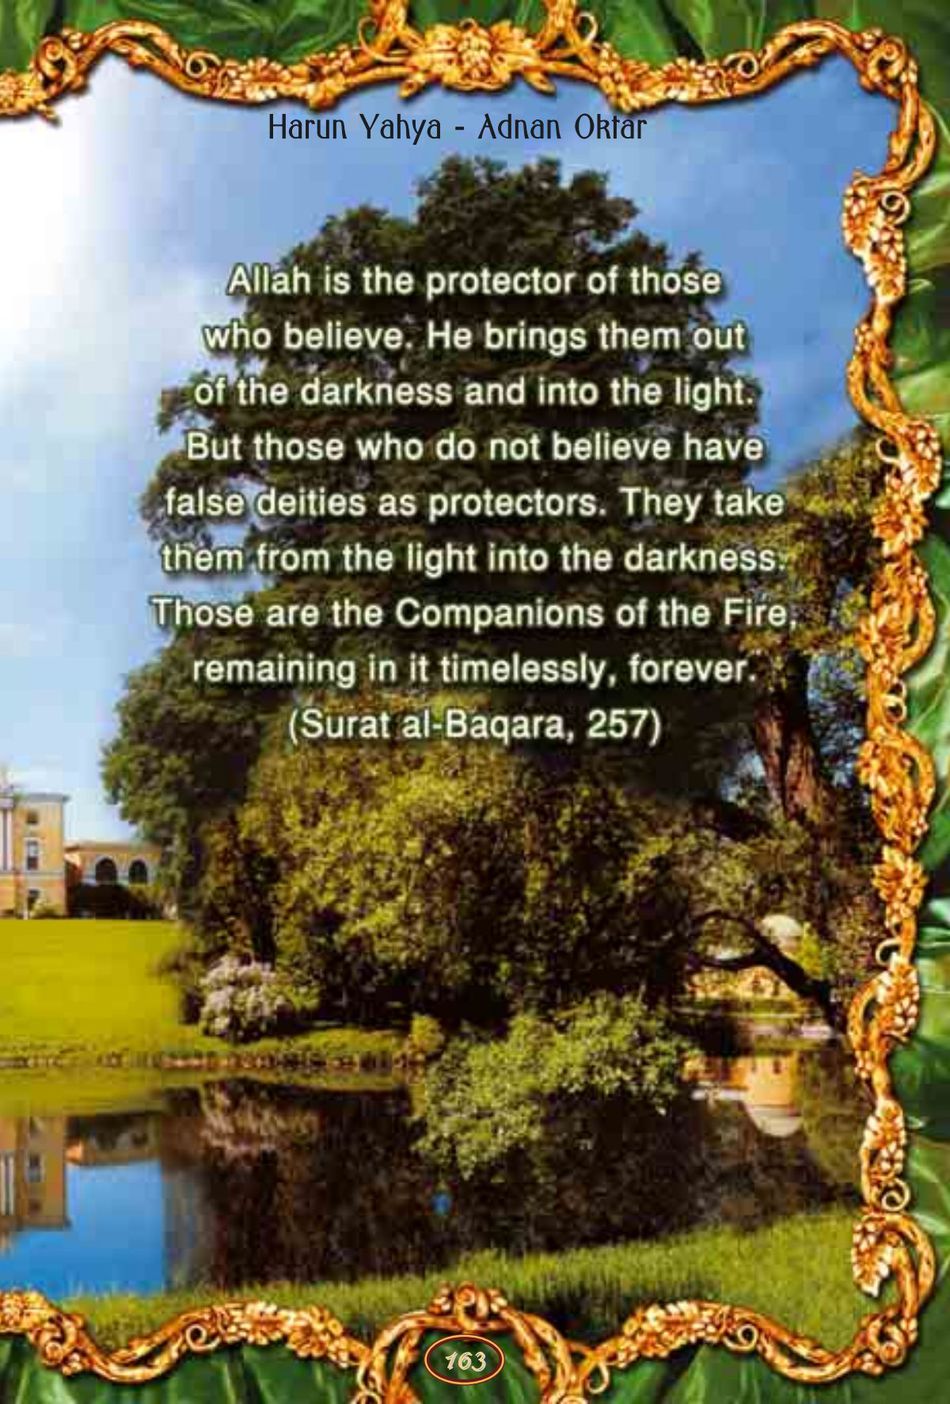 Harun Yahya - Adnan Oktar
Allah is the protector of those
who believe. He brings them out
of the darkness and into the light.
But those who do not believe have
false deities as protectors. They take
them from the light into the darkness.
Those are the Companions of the Fire,
remaining in it timelessly, forever.
(Surat al-Baqara, 257)
163